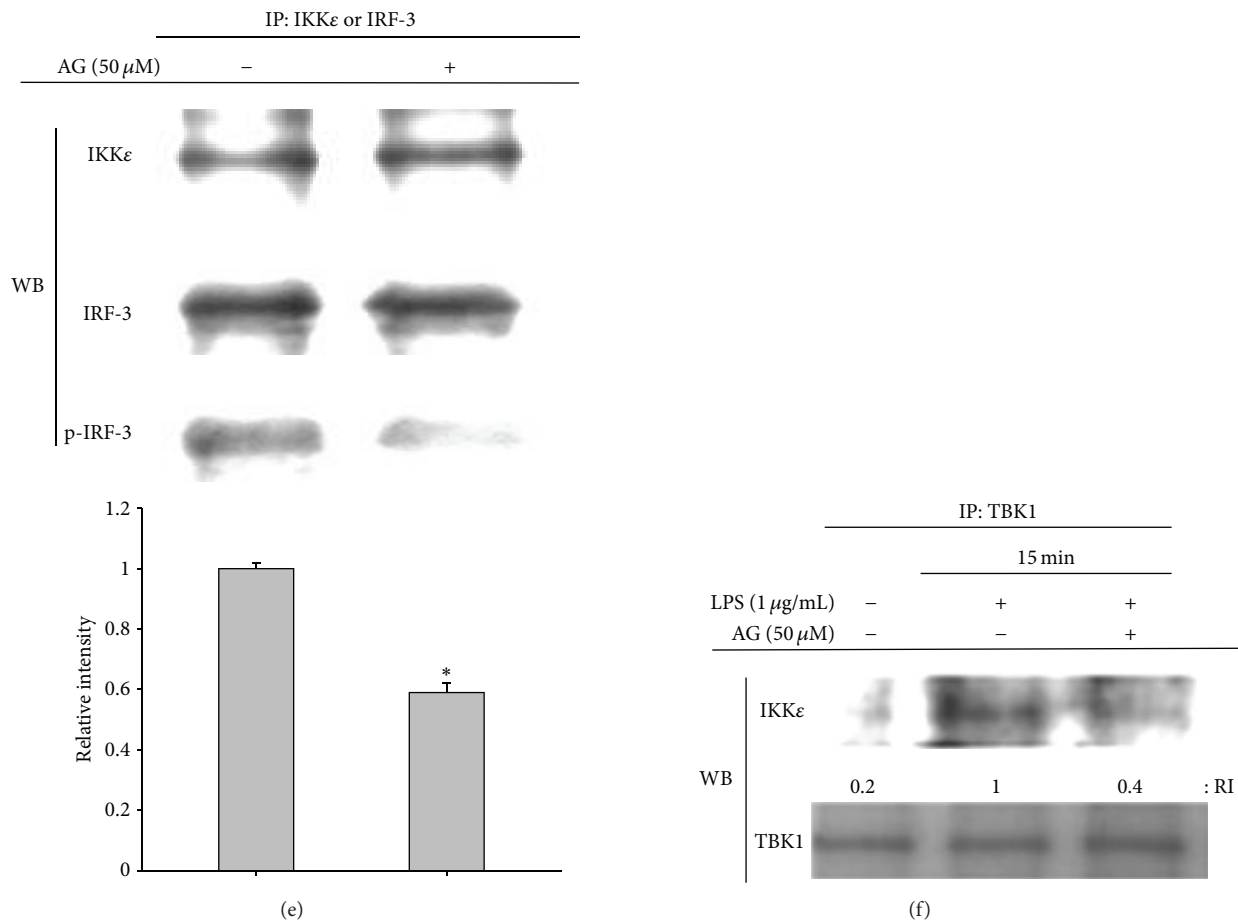 IP: IKKε or IRF-3
AG (50 μM) − +
IKKε
WB
IRF-3
p-IRF-3
1.2
1
0.8
0.6
0.4
0.2
0
Relative intensity
*
(e)
IP: TBK1
15 min
LPS (1 μg/mL) − + +
AG (50 μM) − − +
IKKε
WB
0.2 1 0.4 : RI
TBK1
(f)